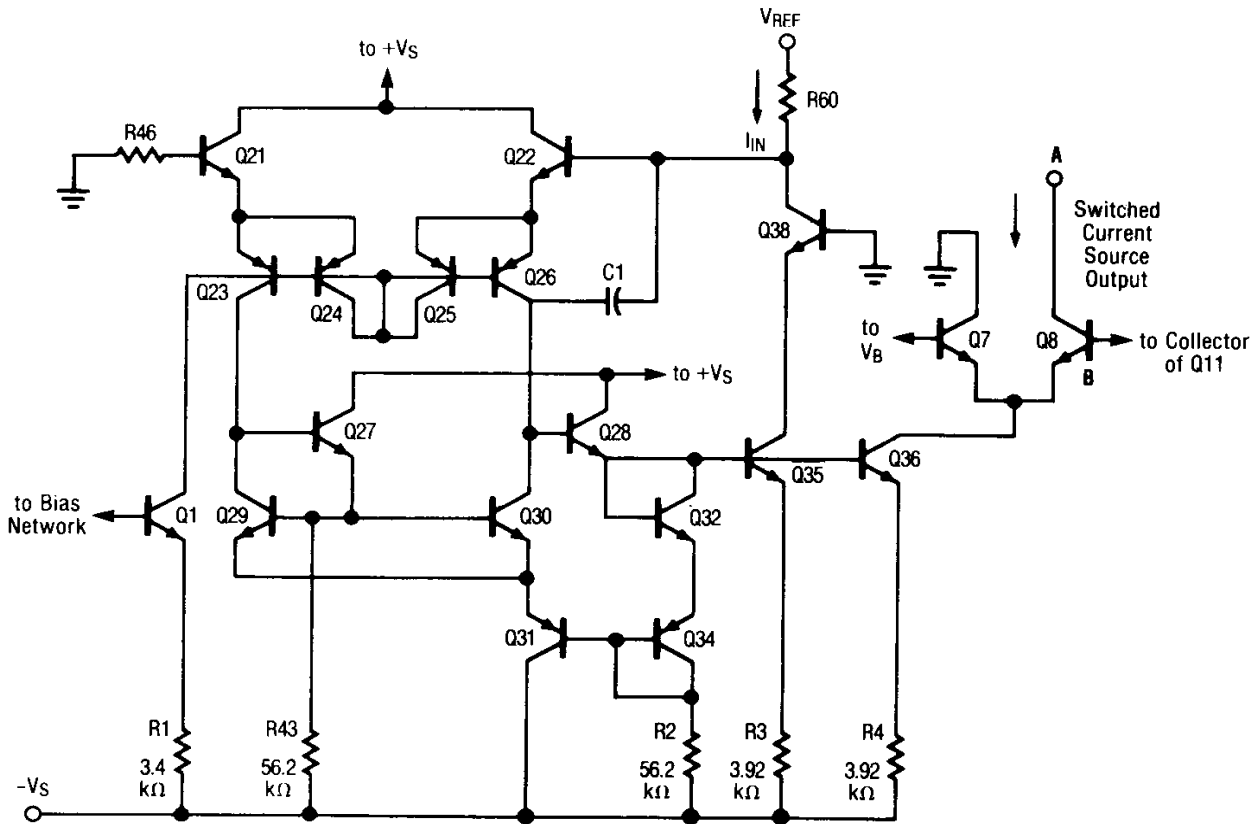 VREF
to +VS
R60
R46
Q21
Q22
IIN
A
Q38
Switched
Current
Source
Output
C1
Q23
Q24
Q25
Q26
to
VB
Q7
Q8
to Collector
of Q11
B
to +VS
Q27
Q28
Q35
Q36
to Bias
Network
Q1
Q29
Q30
Q32
Q31
Q34
R1
3.4
kΩ
R43
56.2
kΩ
R2
56.2
kΩ
R3
3.92
kΩ
R4
3.92
kΩ
–VS